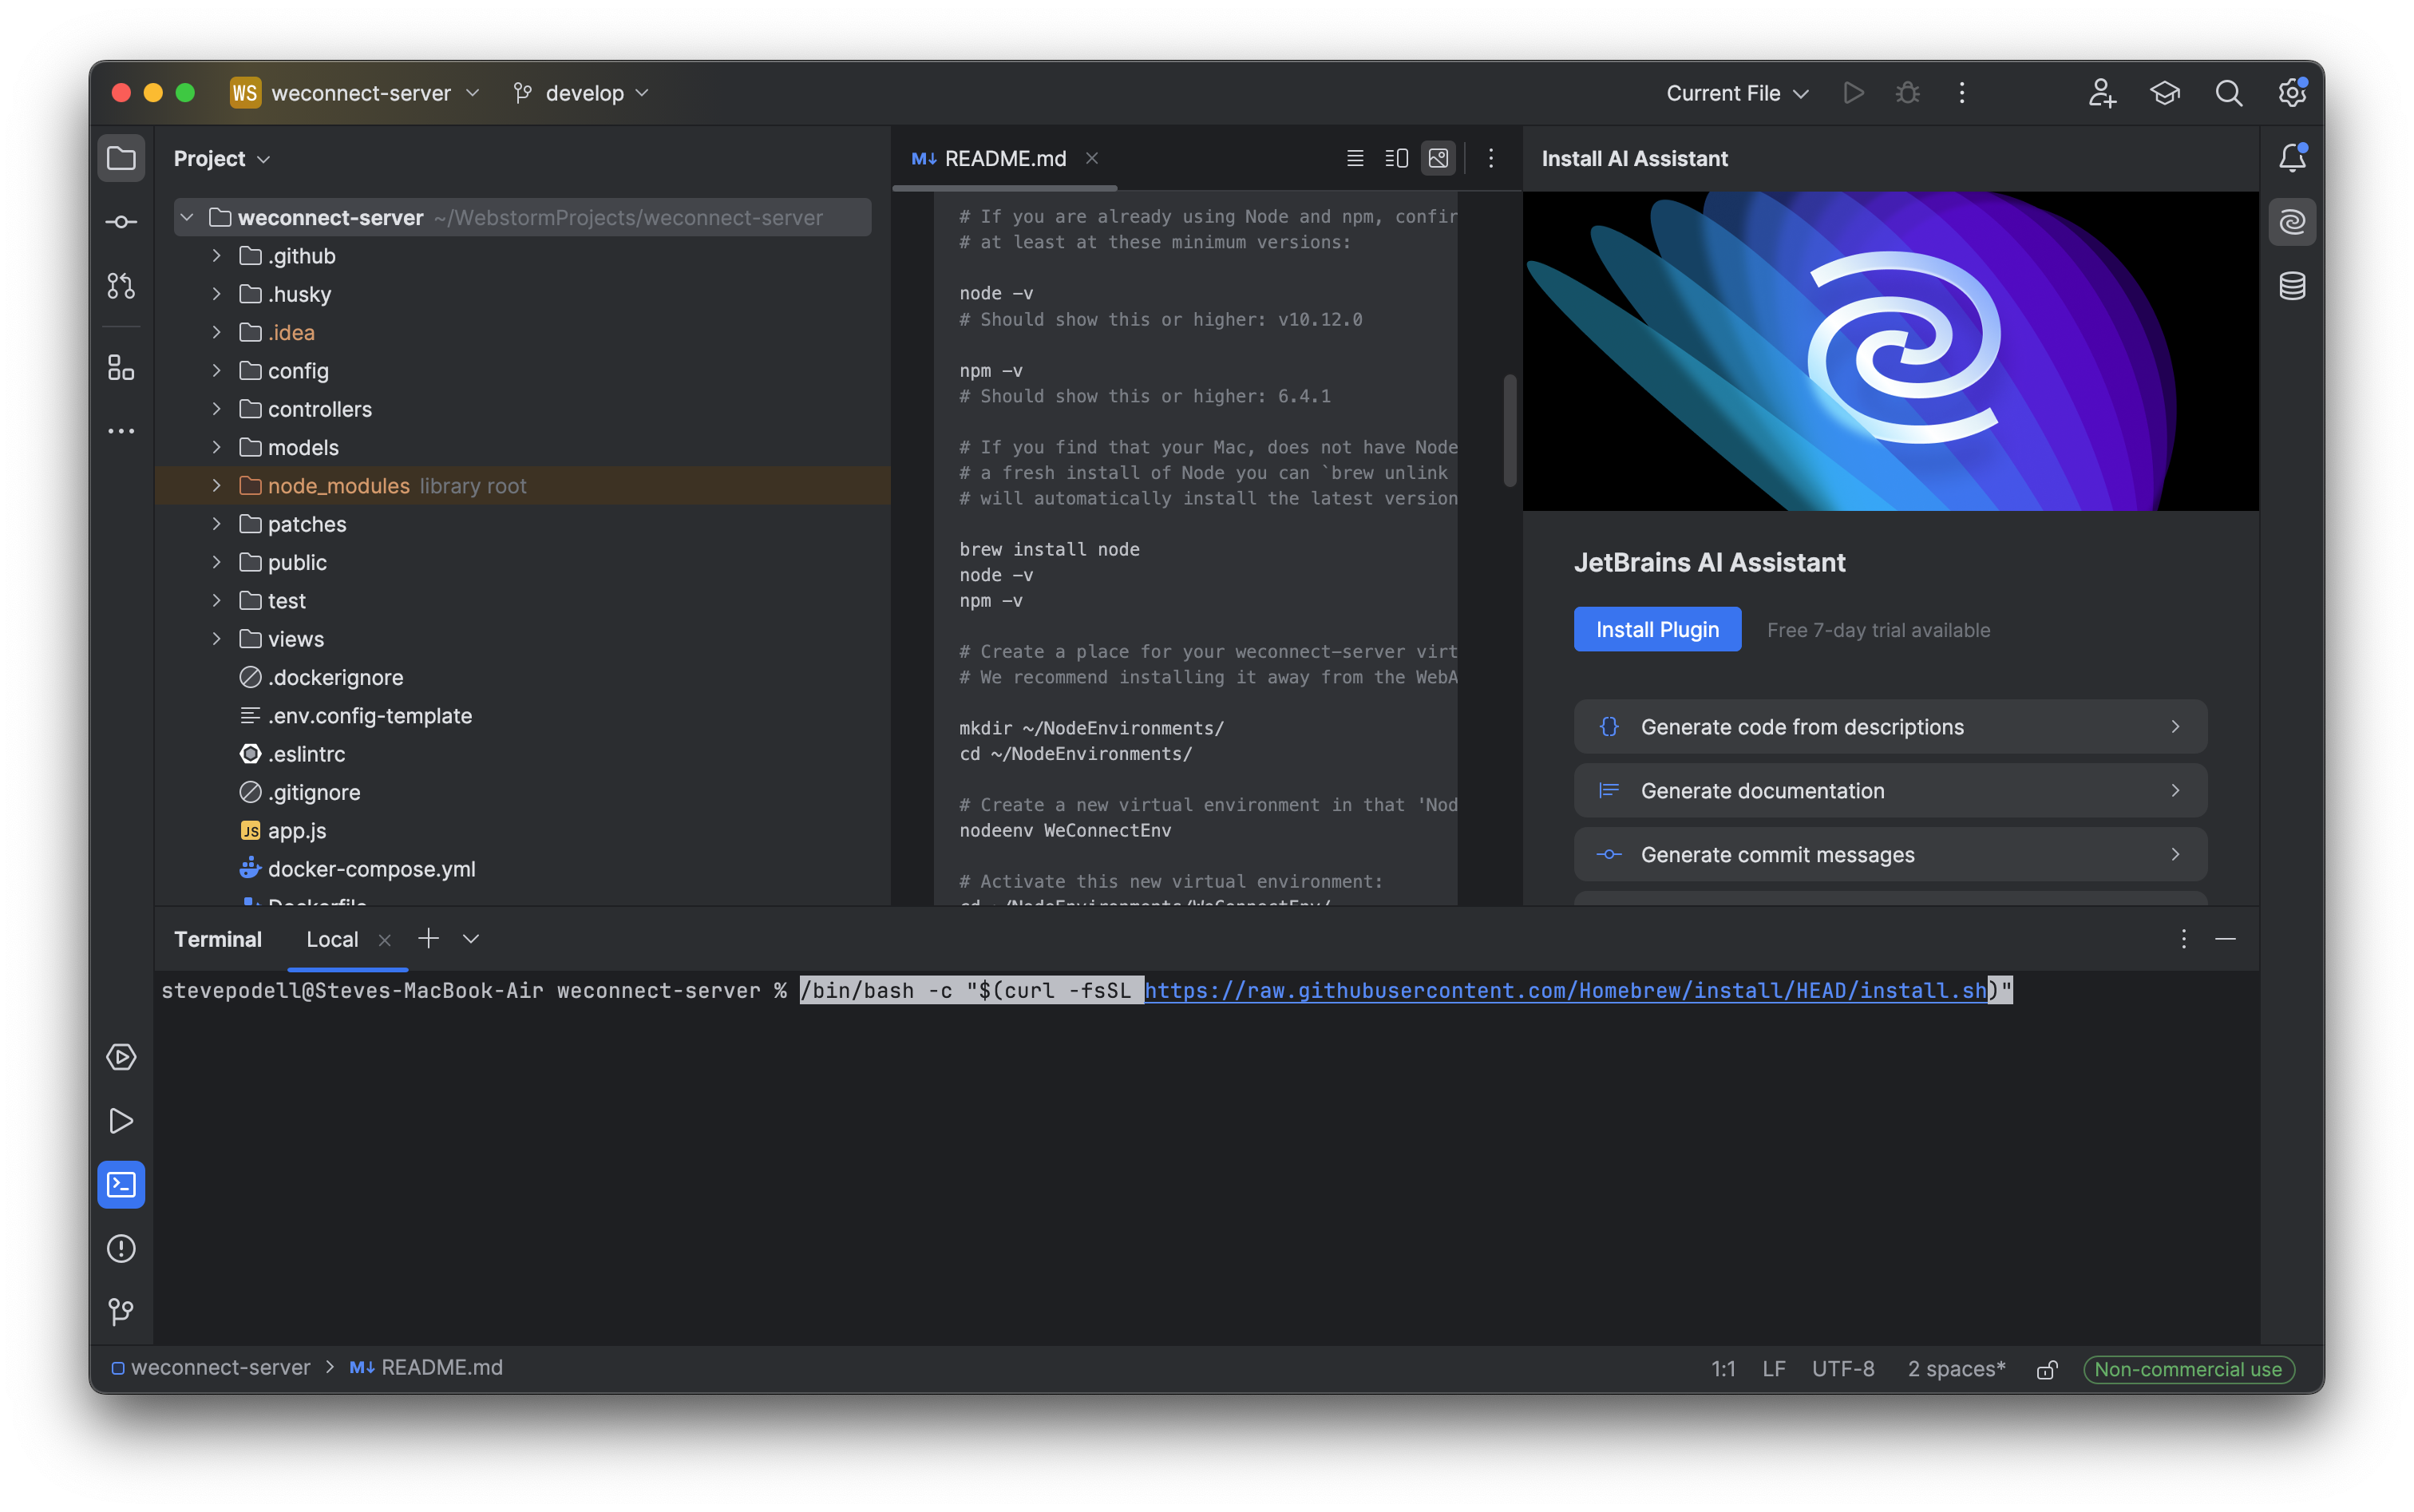 WS weconnect-server develop Current File
Project
README.md
Install AI Assistant
weconnect-server ~/WebstormProjects/weconnect-server
.github
.husky
.idea
config
controllers
models
node_modules library root
patches
public
test
views
.dockerignore
.env.config-template
.eslintrc
.gitignore
JS app.js
docker-compose.yml
Dockerfile
# If you are already using Node and npm, confir
# at least at these minimum versions:
node -v
# Should show this or higher: v10.12.0
npm -v
# Should show this or higher: 6.4.1
# If you find that your Mac, does not have Node
# a fresh install of Node you can `brew unlink
# will automatically install the latest version
brew install node
node -v
npm -v
# Create a place for your weconnect-server virt
# We recommend installing it away from the WebA
mkdir ~/NodeEnvironments/
cd ~/NodeEnvironments/
# Create a new virtual environment in that 'Nod
nodeenv WeConnectEnv
# Activate this new virtual environment:
cd ~/NodeEnvironments/WeConnectEnv/
JetBrains AI Assistant
Install Plugin Free 7-day trial available
Generate code from descriptions
Generate documentation
Generate commit messages
Terminal Local
stevepodell@Steves-MacBook-Air weconnect-server % /bin/bash -c "$(curl -fsSL https://raw.githubusercontent.com/Homebrew/install/HEAD/install.sh)"
weconnect-server > M↓ README.md 1:1 LF UTF-8 2 spaces* Non-commercial use